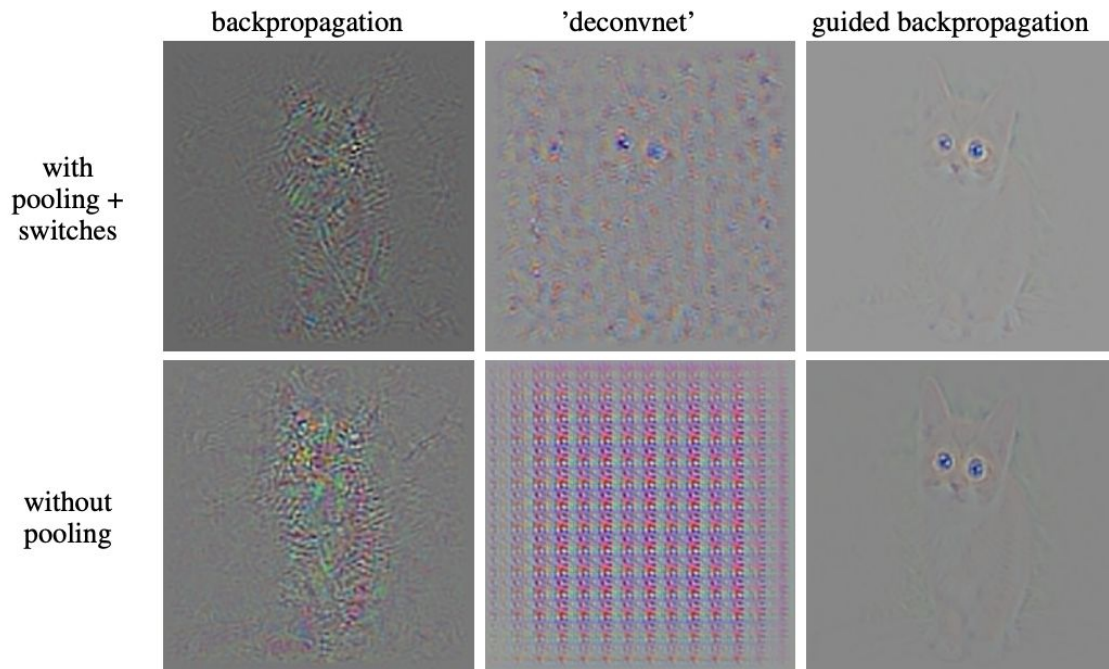 backpropagation
'deconvnet'
guided backpropagation
with
pooling +
switches
without
pooling